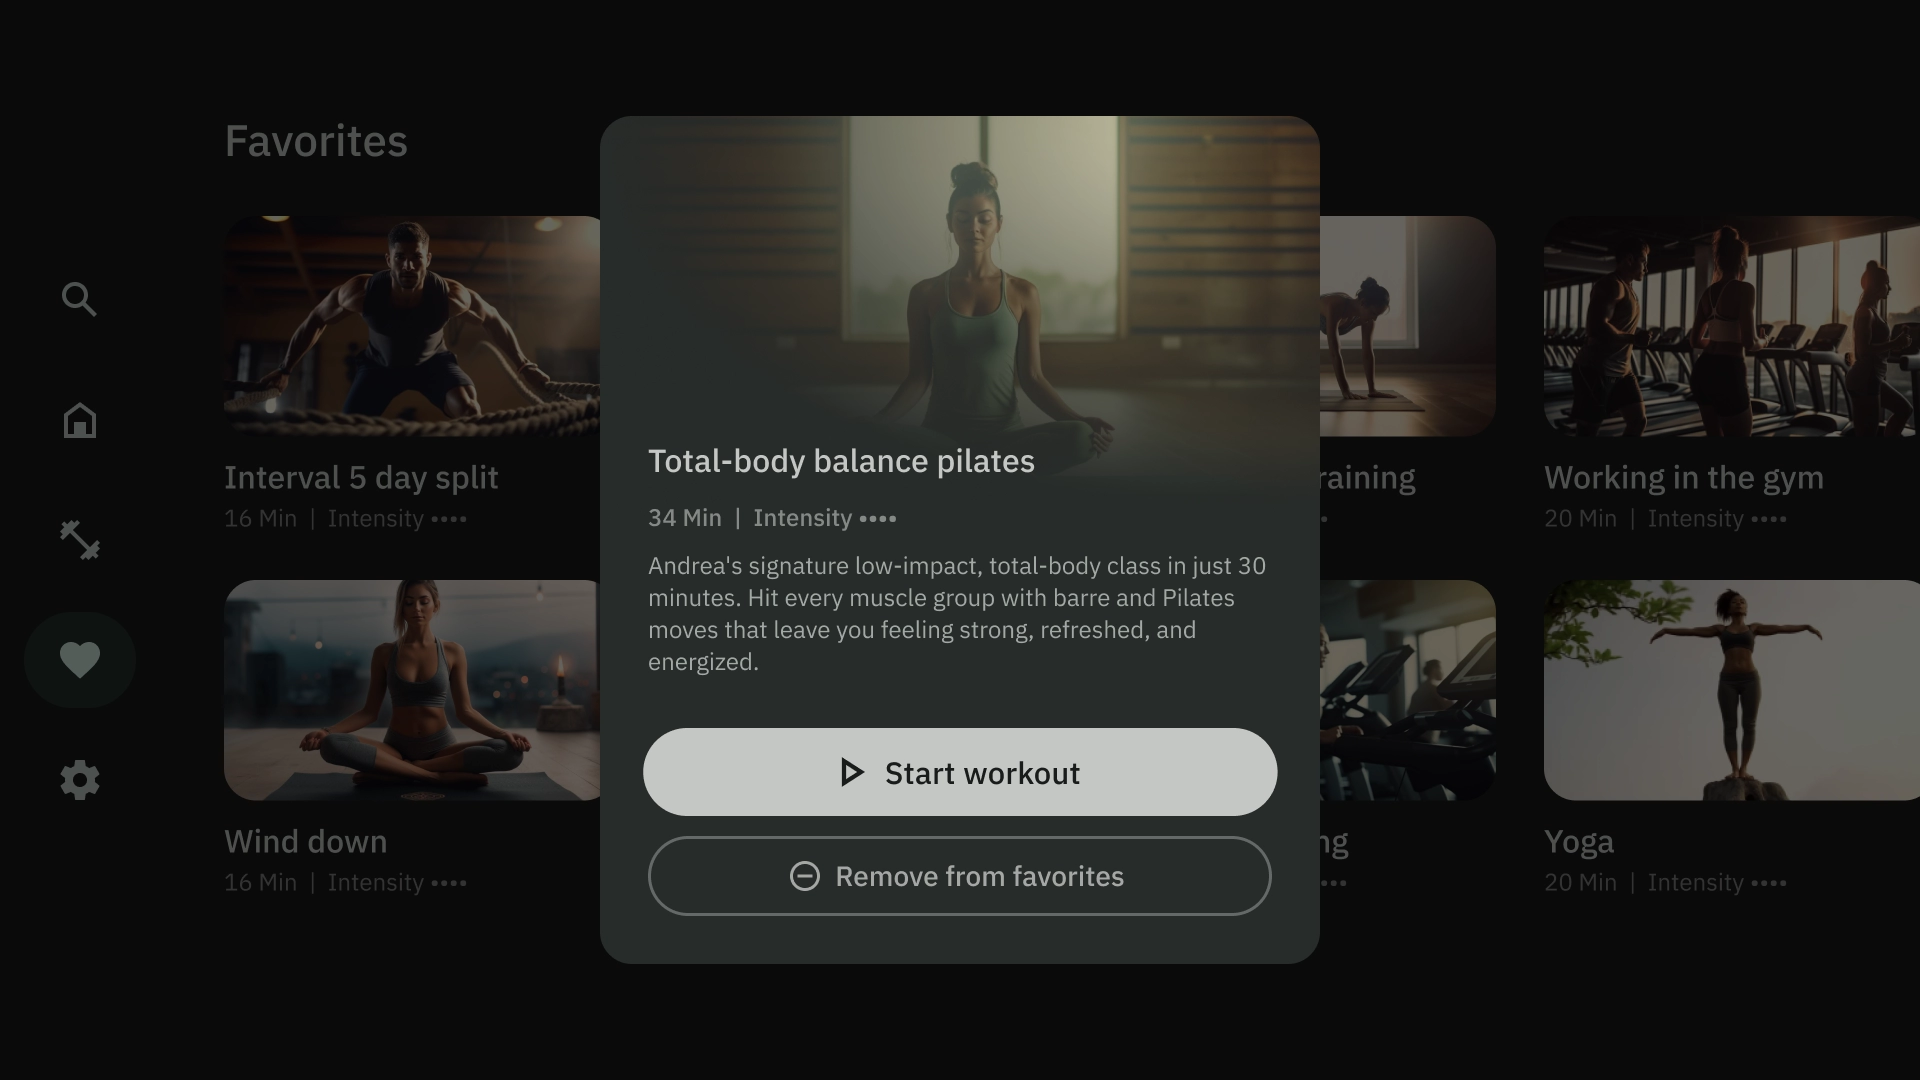 Favorites
Interval 5 day split
16 Min | Intensity ••••
Wind down
16 Min | Intensity ••••
Total-body balance pilates
34 Min | Intensity ••••
Andrea's signature low-impact, total-body class in just 30
minutes. Hit every muscle group with barre and Pilates
moves that leave you feeling strong, refreshed, and
energized.
Start workout
Remove from favorites
Working in the gym
20 Min | Intensity ••••
Yoga
20 Min | Intensity ••••